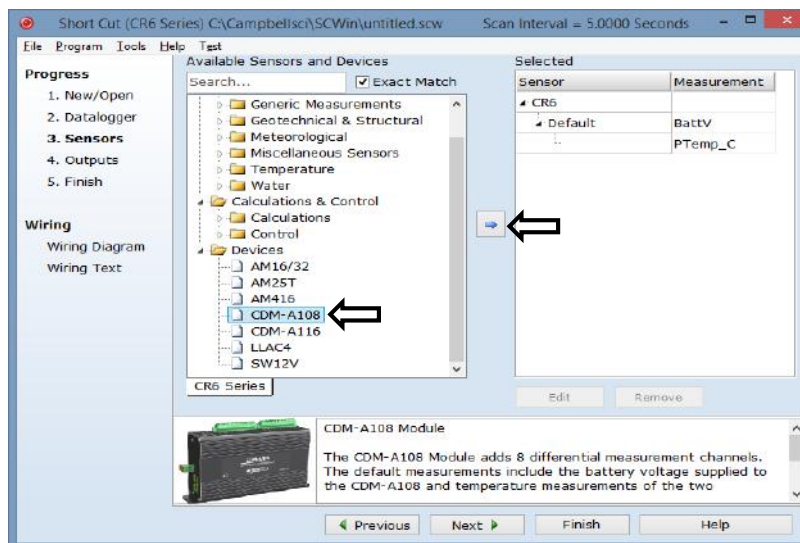 Short Cut (CR6 Series) C:\Campbellsci\SCWin\untitled.scw Scan Interval = 5.0000 Seconds
File Program Tools Help Test
Progress
1. New/Open
2. Datalogger
3. Sensors
4. Outputs
5. Finish
Wiring
Wiring Diagram
Wiring Text
Available Sensors and Devices
Search... Exact Match
Generic Measurements
Geotechnical & Structural
Meteorological
Miscellaneous Sensors
Temperature
Water
Calculations & Control
Calculations
Control
Devices
AM16/32
AM25T
AM416
CDM-A108
CDM-A116
LLAC4
SW12V
CR6 Series
Selected
Sensor Measurement
CR6
Default BattV
PTemp_C
Edit Remove
CDM-A108 Module
The CDM-A108 Module adds 8 differential measurement channels.
The default measurements include the battery voltage supplied to
the CDM-A108 and temperature measurements of the two
Previous Next Finish Help